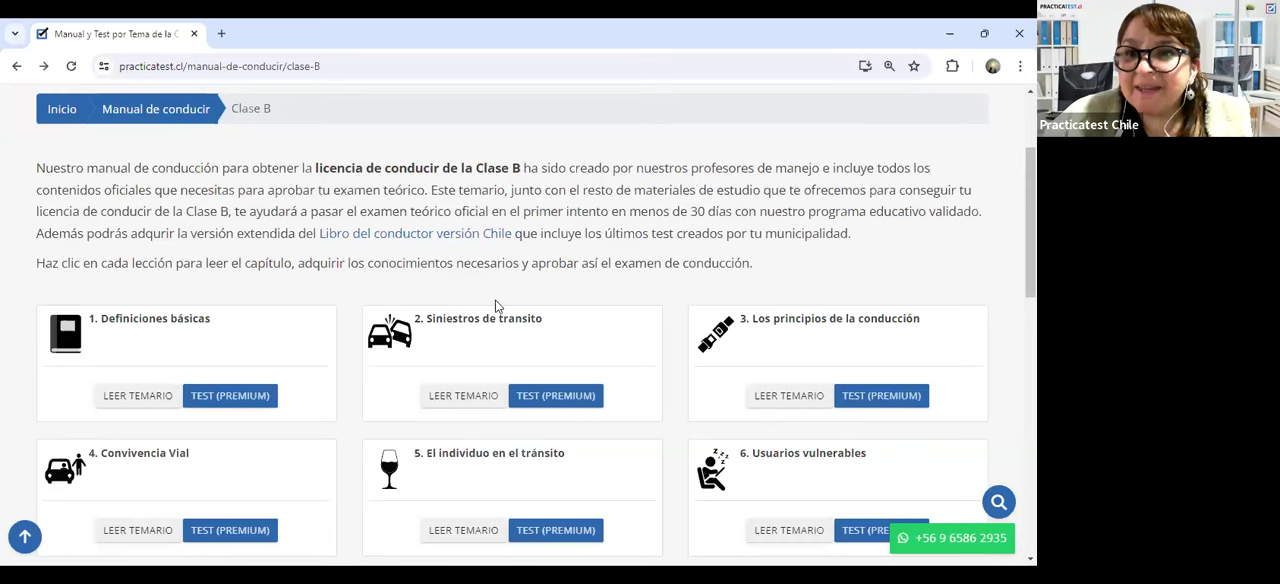 Manual y Test por Tema de la C
practicatest.cl/manual-de-conducir/clase-B
PRACTICATEST.cl
Practicatest Chile
Inicio
Manual de conducir
Clase B
Nuestro manual de conducción para obtener la licencia de conducir de la Clase B ha sido creado por nuestros profesores de manejo e incluye todos los
contenidos oficiales que necesitas para aprobar tu examen teórico. Este temario, junto con el resto de materiales de estudio que te ofrecemos para conseguir tu
licencia de conducir de la Clase B, te ayudará a pasar el examen teórico oficial en el primer intento en menos de 30 días con nuestro programa educativo validado.
Además podrás adqurir la versión extendida del Libro del conductor versión Chile que incluye los últimos test creados por tu municipalidad.
Haz clic en cada lección para leer el capítulo, adquirir los conocimientos necesarios y aprobar así el examen de conducción.
1. Definiciones básicas
2. Siniestros de transito
3. Los principios de la conducción
LEER TEMARIO
TEST (PREMIUM)
LEER TEMARIO
TEST (PREMIUM)
LEER TEMARIO
TEST (PREMIUM)
4. Convivencia Vial
5. El individuo en el tránsito
6. Usuarios vulnerables
LEER TEMARIO
TEST (PREMIUM)
LEER TEMARIO
TEST (PREMIUM)
LEER TEMARIO
TEST (PRE
+56 9 6586 2935